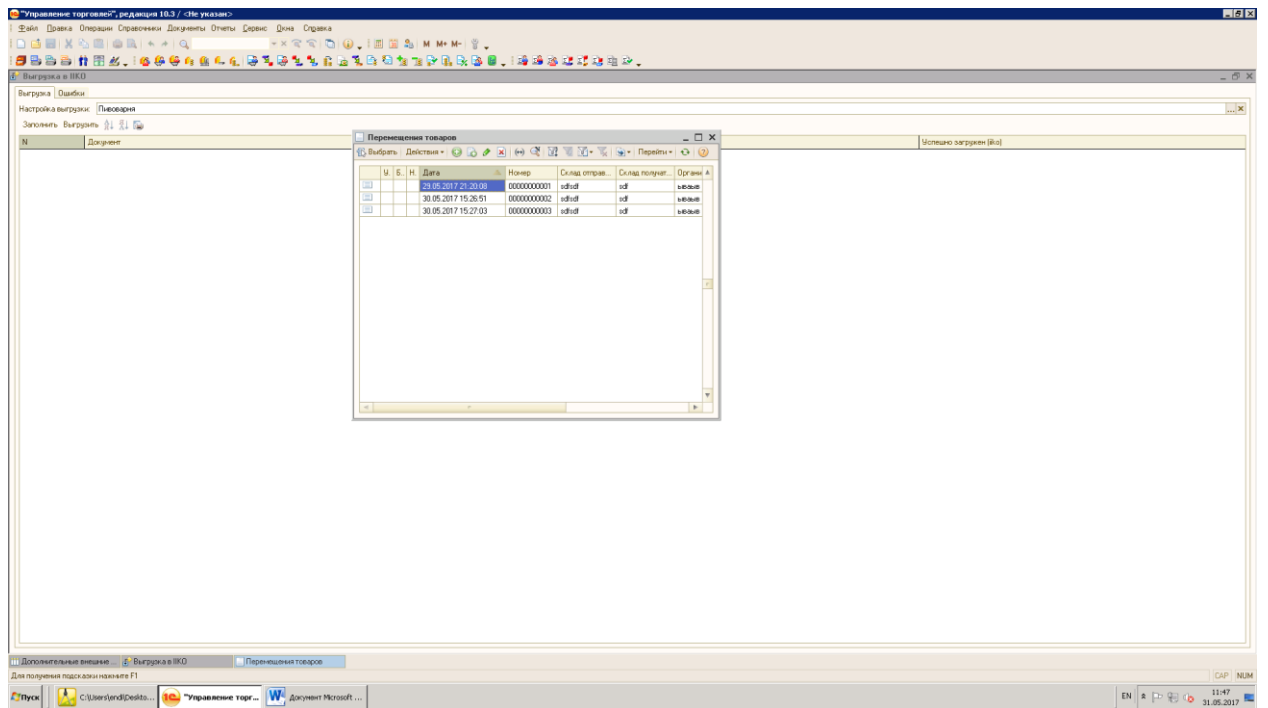 "Управление торговлей", редакция 10.3 / <Не указан>
Файл Правка Операции Справочники Документы Отчеты Сервис Окна Справка
M M+ M-
Выгрузка в IIKO
Выгрузка Ошибки
Настройка выгрузки: Пивоварня
Заполнить Выгрузить
N Документ Успешно загружен (iiko)
Перемещения товаров
Выбрать Действия Перейти
У. Б.. Н. Дата Номер Склад отправ... Склад получат... Органи
29.05.2017 21:20:08 00000000001 sdfsdf sdf ываыв
30.05.2017 15:26:51 00000000002 sdfsdf sdf ываыв
30.05.2017 15:27:03 00000000003 sdfsdf sdf ываыв
Дополнительные внешние ... Выгрузка в IIKO Перемещения товаров
Для получения подсказки нажмите F1 CAP NUM
Пуск C:\Users\endi\Deskto... "Управление торг... Документ Microsoft ... EN 11:47
31.05.2017